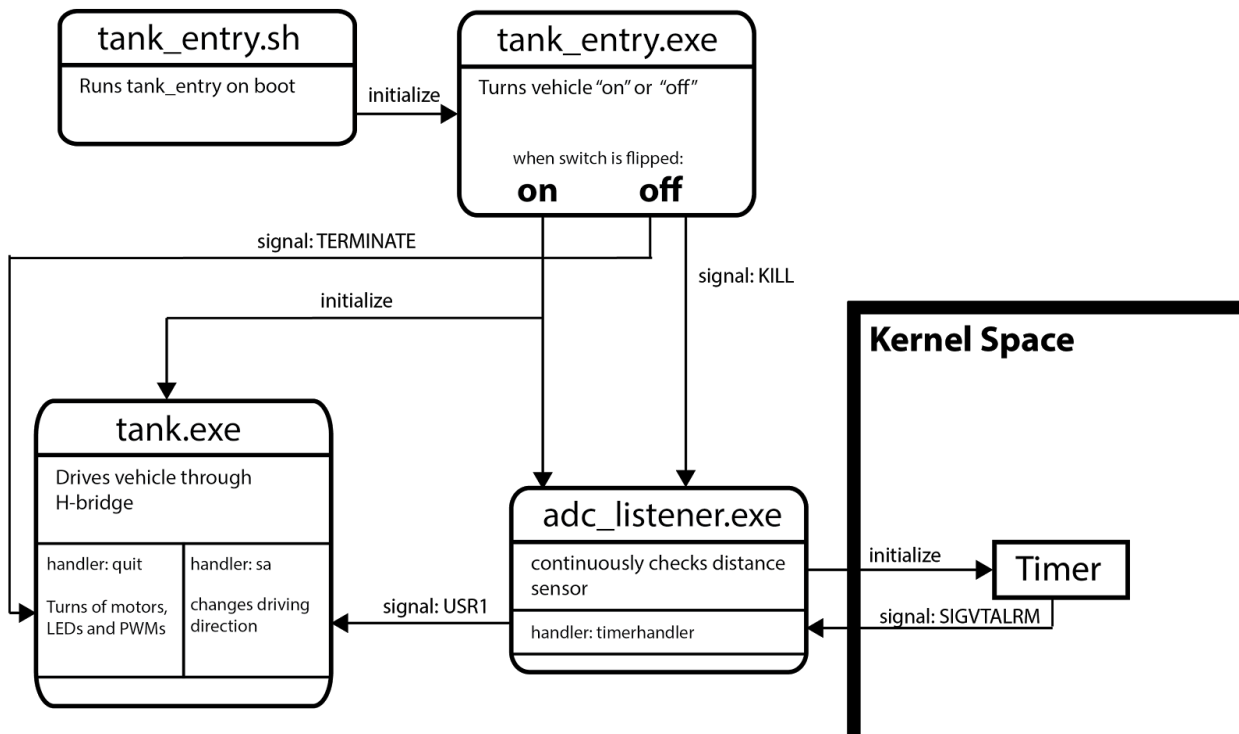 tank_entry.sh
Runs tank_entry on boot
initialize
tank_entry.exe
Turns vehicle “on” or “off”
when switch is flipped:
on off
signal: TERMINATE
signal: KILL
initialize
Kernel Space
tank.exe
Drives vehicle through
H-bridge
handler: quit
Turns of motors,
LEDs and PWMs
handler: sa
changes driving
direction
signal: USR1
adc_listener.exe
continuously checks distance
sensor
handler: timerhandler
initialize
Timer
signal: SIGVTALRM